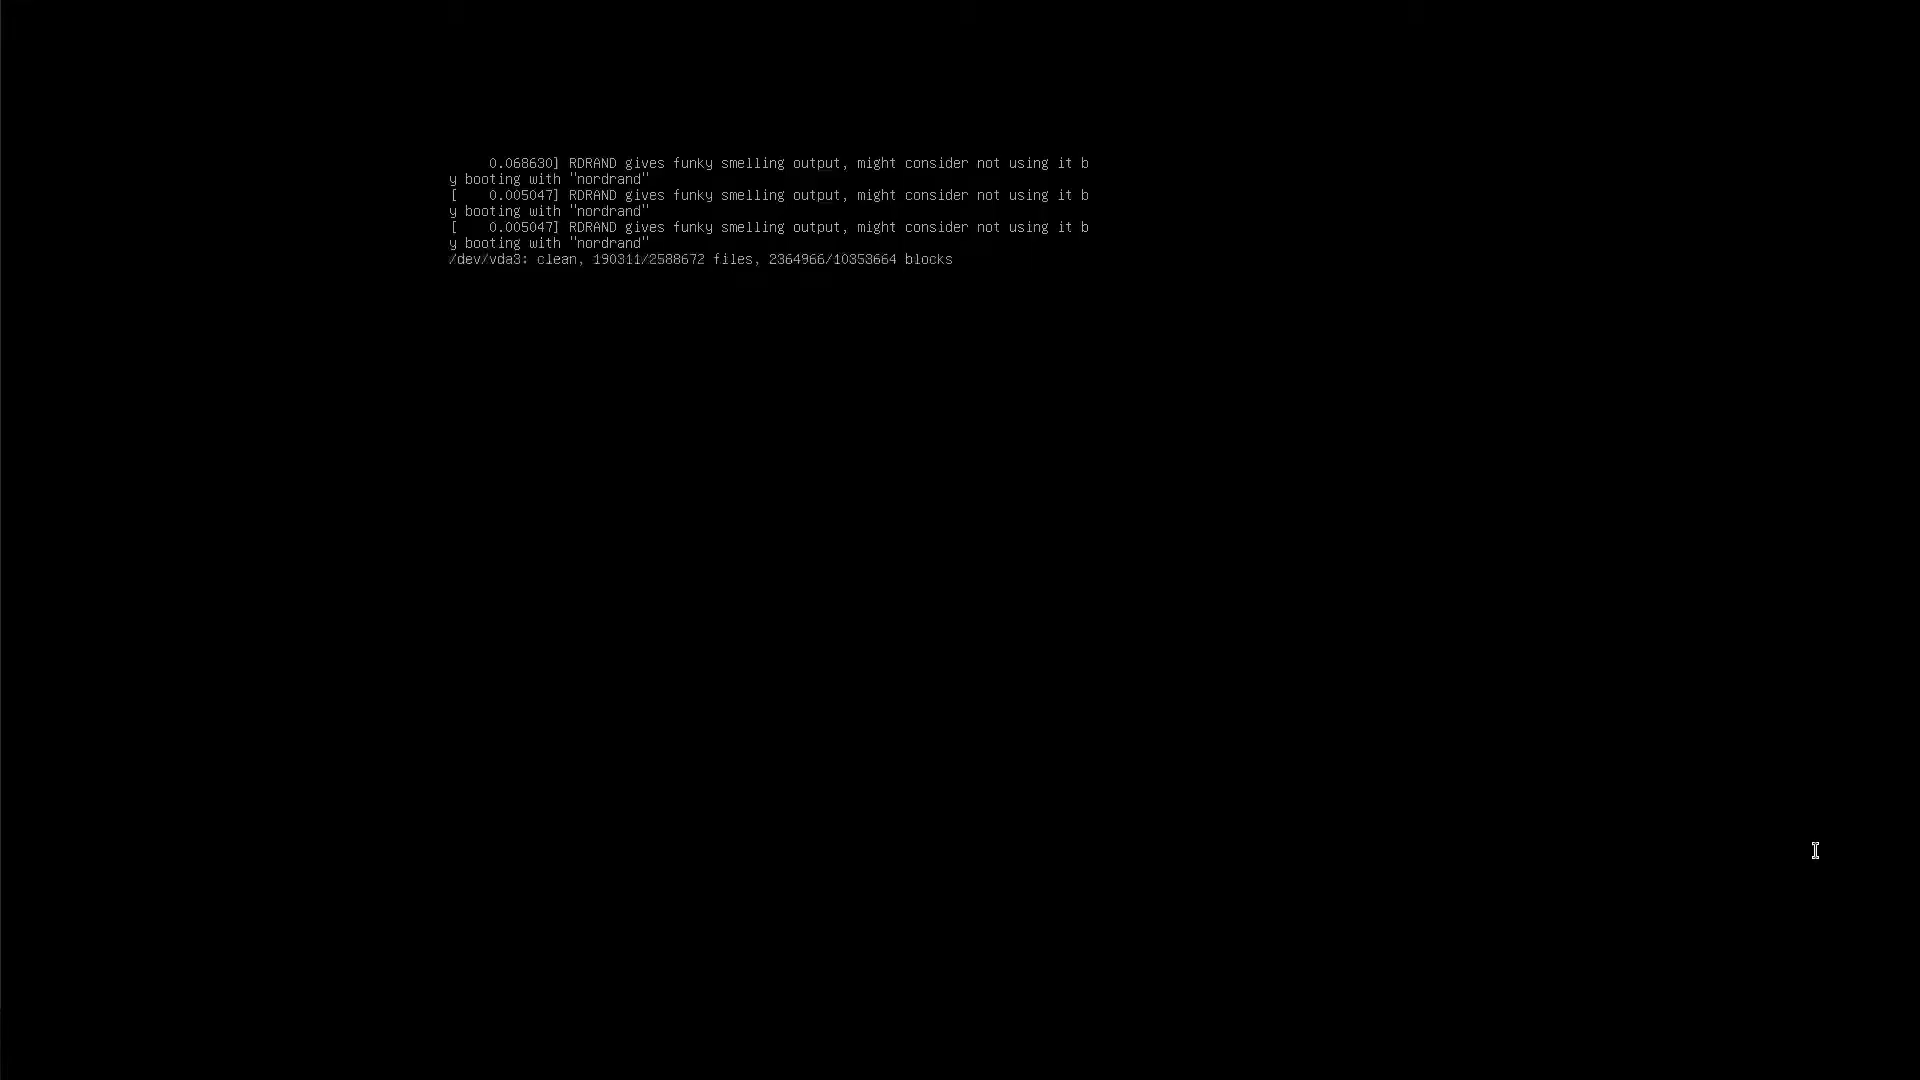 0.068630] RDRAND gives funky smelling output, might consider not using it b
y booting with "nordrand"
[    0.005047] RDRAND gives funky smelling output, might consider not using it b
y booting with "nordrand"
[    0.005047] RDRAND gives funky smelling output, might consider not using it b
y booting with "nordrand"
/dev/vda3: clean, 190311/2588672 files, 2364966/10353664 blocks